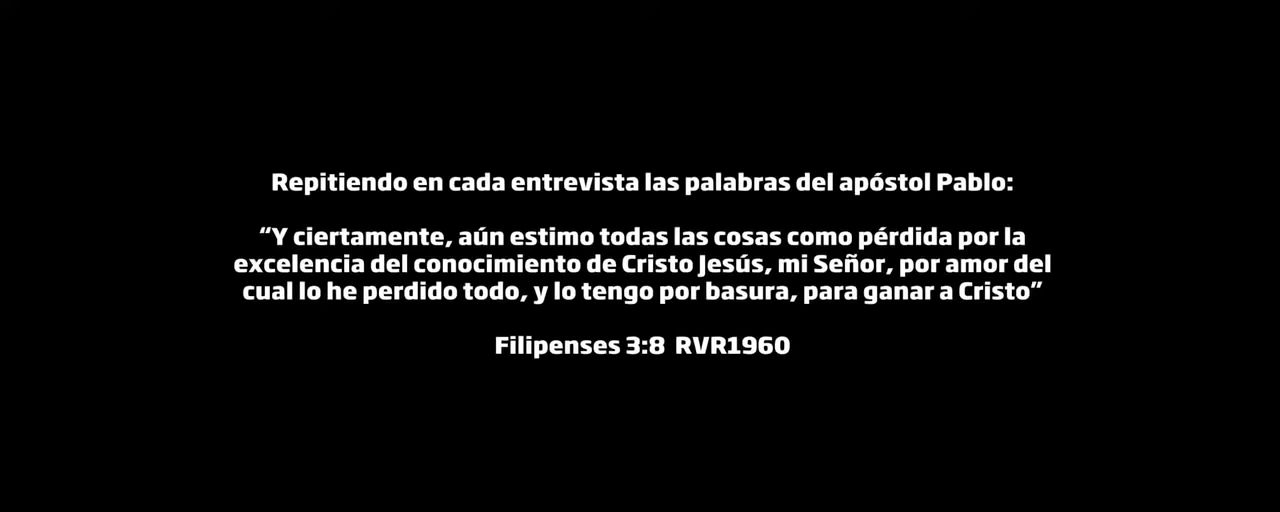 Repitiendo en cada entrevista las palabras del apóstol Pablo:
“Y ciertamente, aún estimo todas las cosas como pérdida por la
excelencia del conocimiento de Cristo Jesús, mi Señor, por amor del
cual lo he perdido todo, y lo tengo por basura, para ganar a Cristo”
Filipenses 3:8 RVR1960